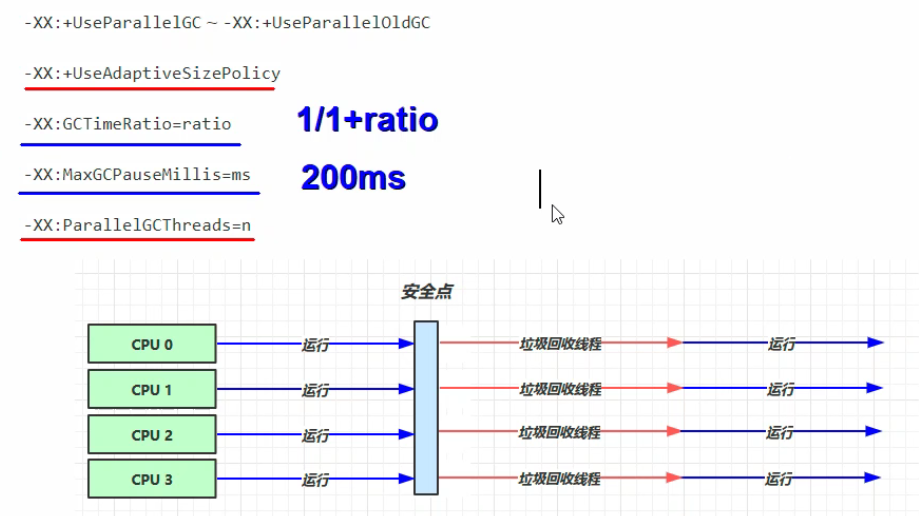 -XX:+UseParallelGC ~ -XX:+UseParallelOldGC
-XX:+UseAdaptiveSizePolicy
-XX:GCTimeRatio=ratio 1/1+ratio
-XX:MaxGCPauseMillis=ms 200ms
-XX:ParallelGCThreads=n
安全点
CPU 0 运行 垃圾回收线程 运行
CPU 1 运行 垃圾回收线程 运行
CPU 2 运行 垃圾回收线程 运行
CPU 3 运行 垃圾回收线程 运行